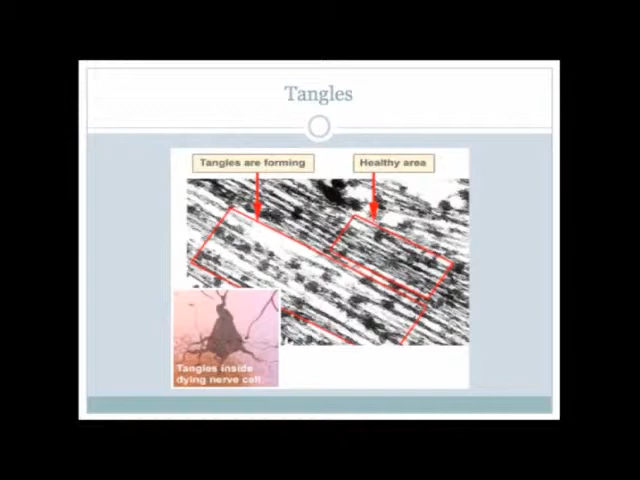 Tangles
Tangles are forming
Healthy area
Tangles inside
dying nerve cell